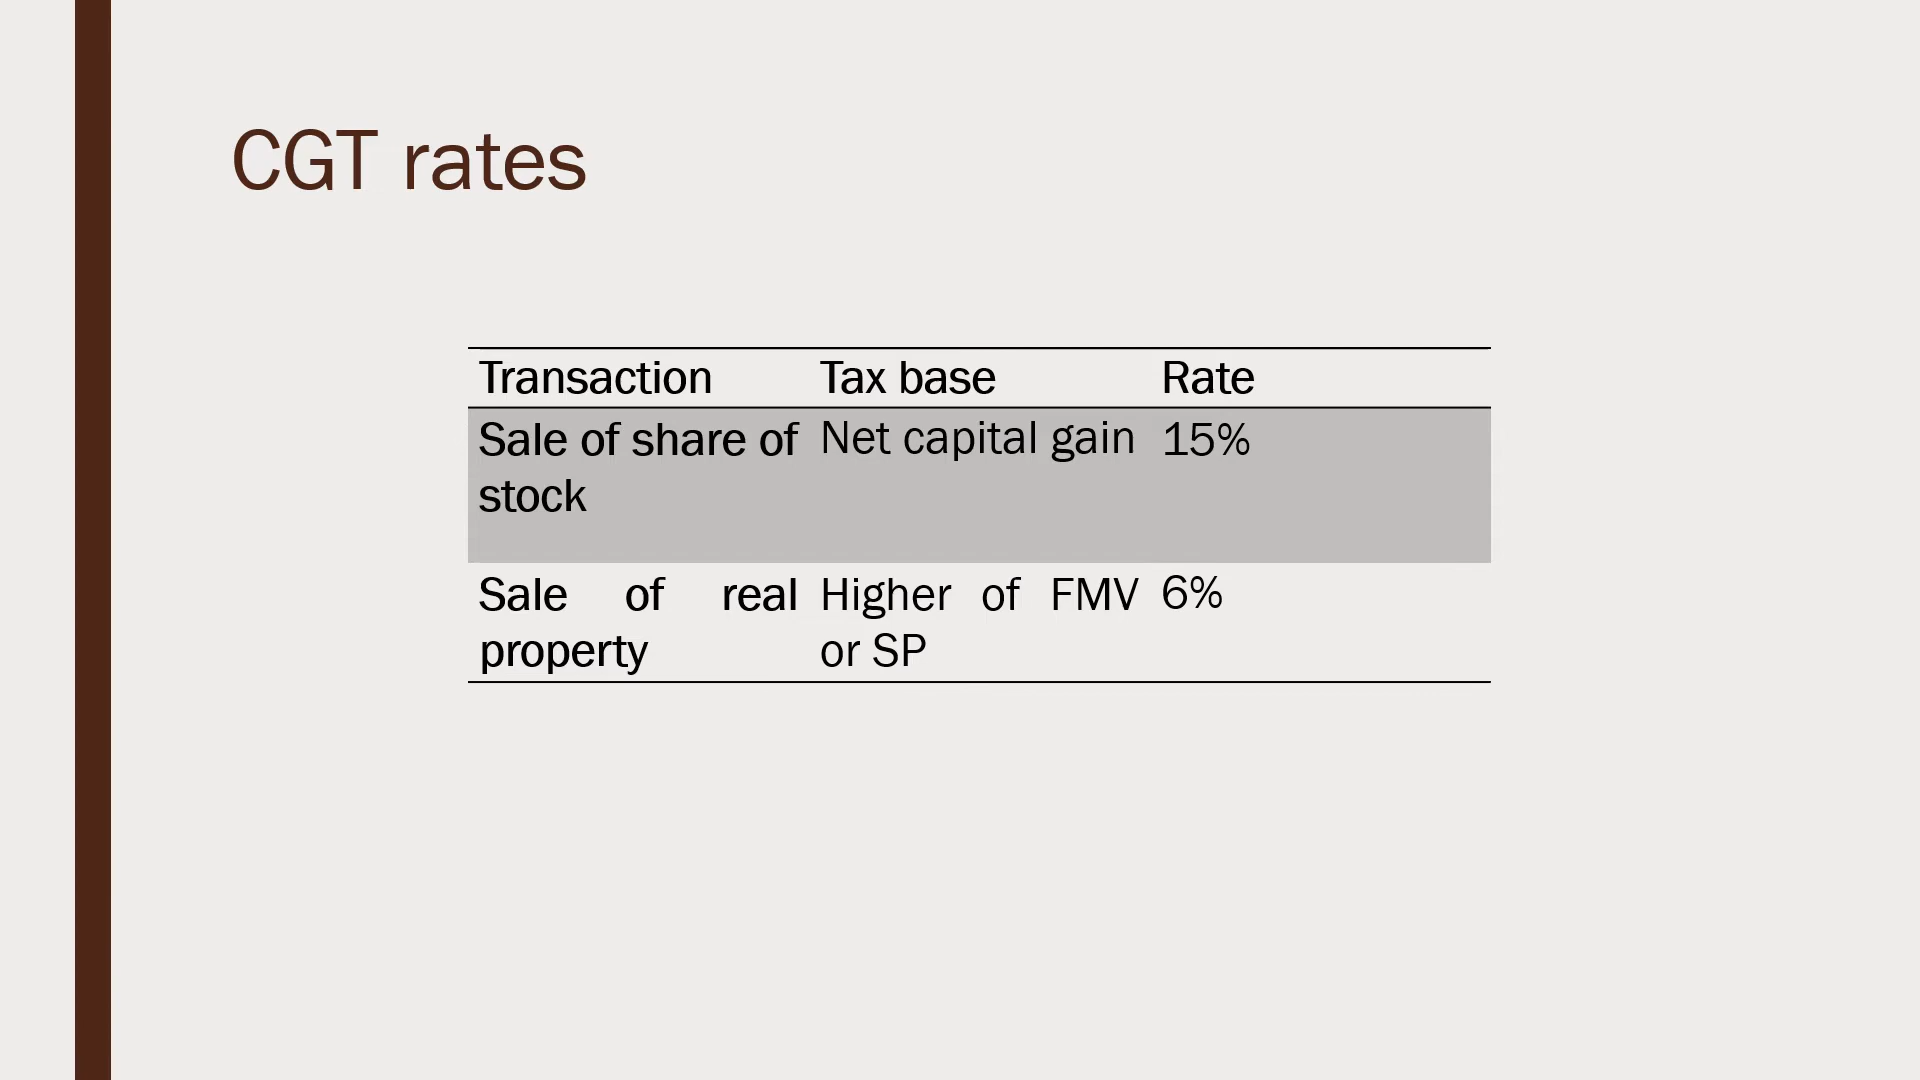 CGT rates
Transaction Tax base Rate
Sale of share of Net capital gain 15%
stock
Sale of real Higher of FMV 6%
property or SP